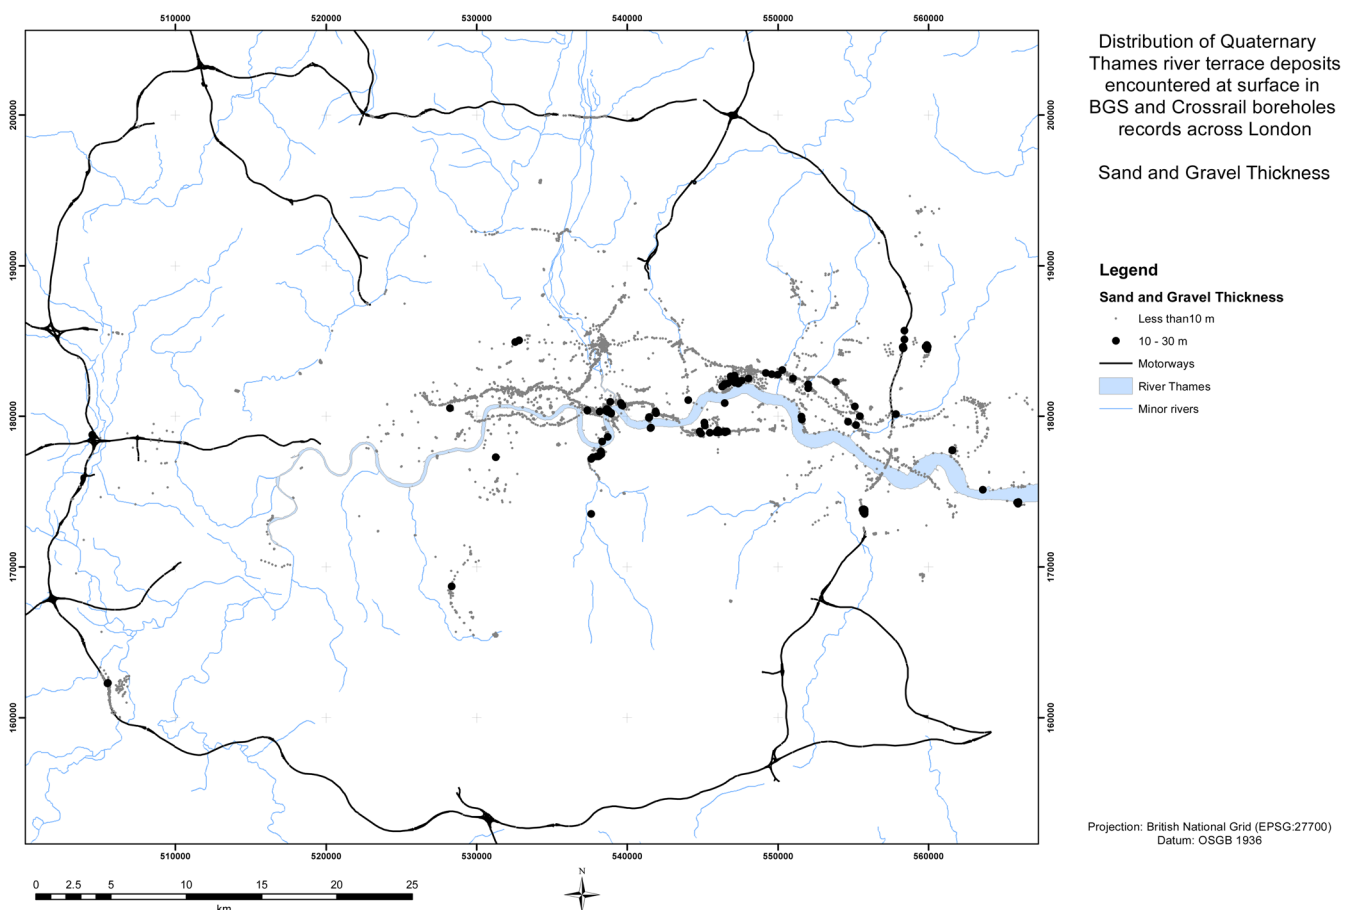 510000 520000 530000 540000 550000 560000
Distribution of Quaternary
Thames river terrace deposits
encountered at surface in
BGS and Crossrail boreholes
records across London
Sand and Gravel Thickness
200000 200000
190000 190000
180000 180000
170000 170000
160000 160000
Legend
Sand and Gravel Thickness
Less than10 m
10 - 30 m
Motorways
River Thames
Minor rivers
Projection: British National Grid (EPSG:27700)
Datum: OSGB 1936
510000 520000 530000 540000 550000 560000
0 2.5 5 10 15 20 25
km
N